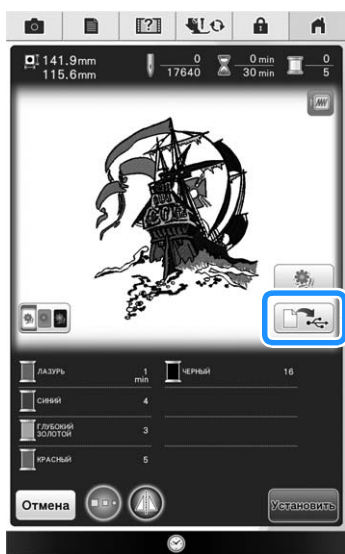 141.9mm
115.6mm
0
17640
0 min
30 min
0
5
ЛАЗУРЬ
1
min
ЧЕРНЫЙ
16
СИНИЙ
4
ГЛУБОКИЙ
ЗОЛОТОЙ
3
КРАСНЫЙ
5
Отмена
Установить